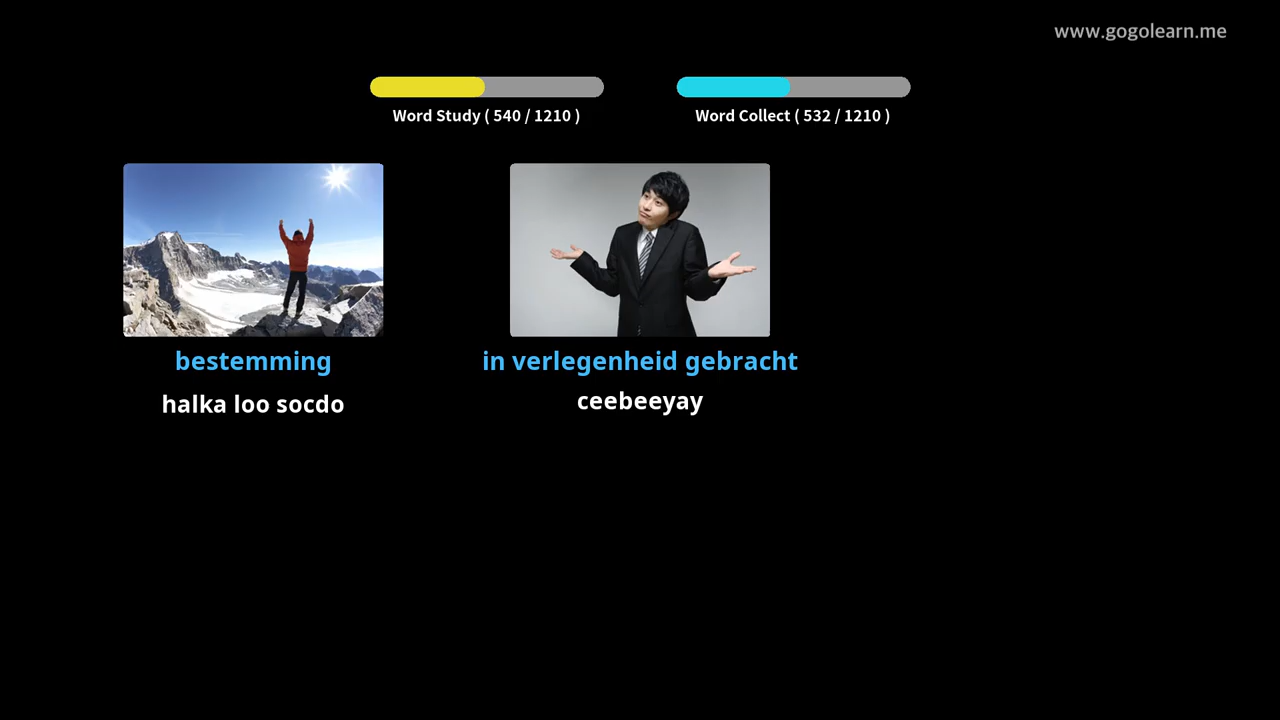 www.gogolearn.me
Word Study ( 540 / 1210 )
Word Collect ( 532 / 1210 )
bestemming
in verlegenheid gebracht
halka loo socdo
ceebeeyay